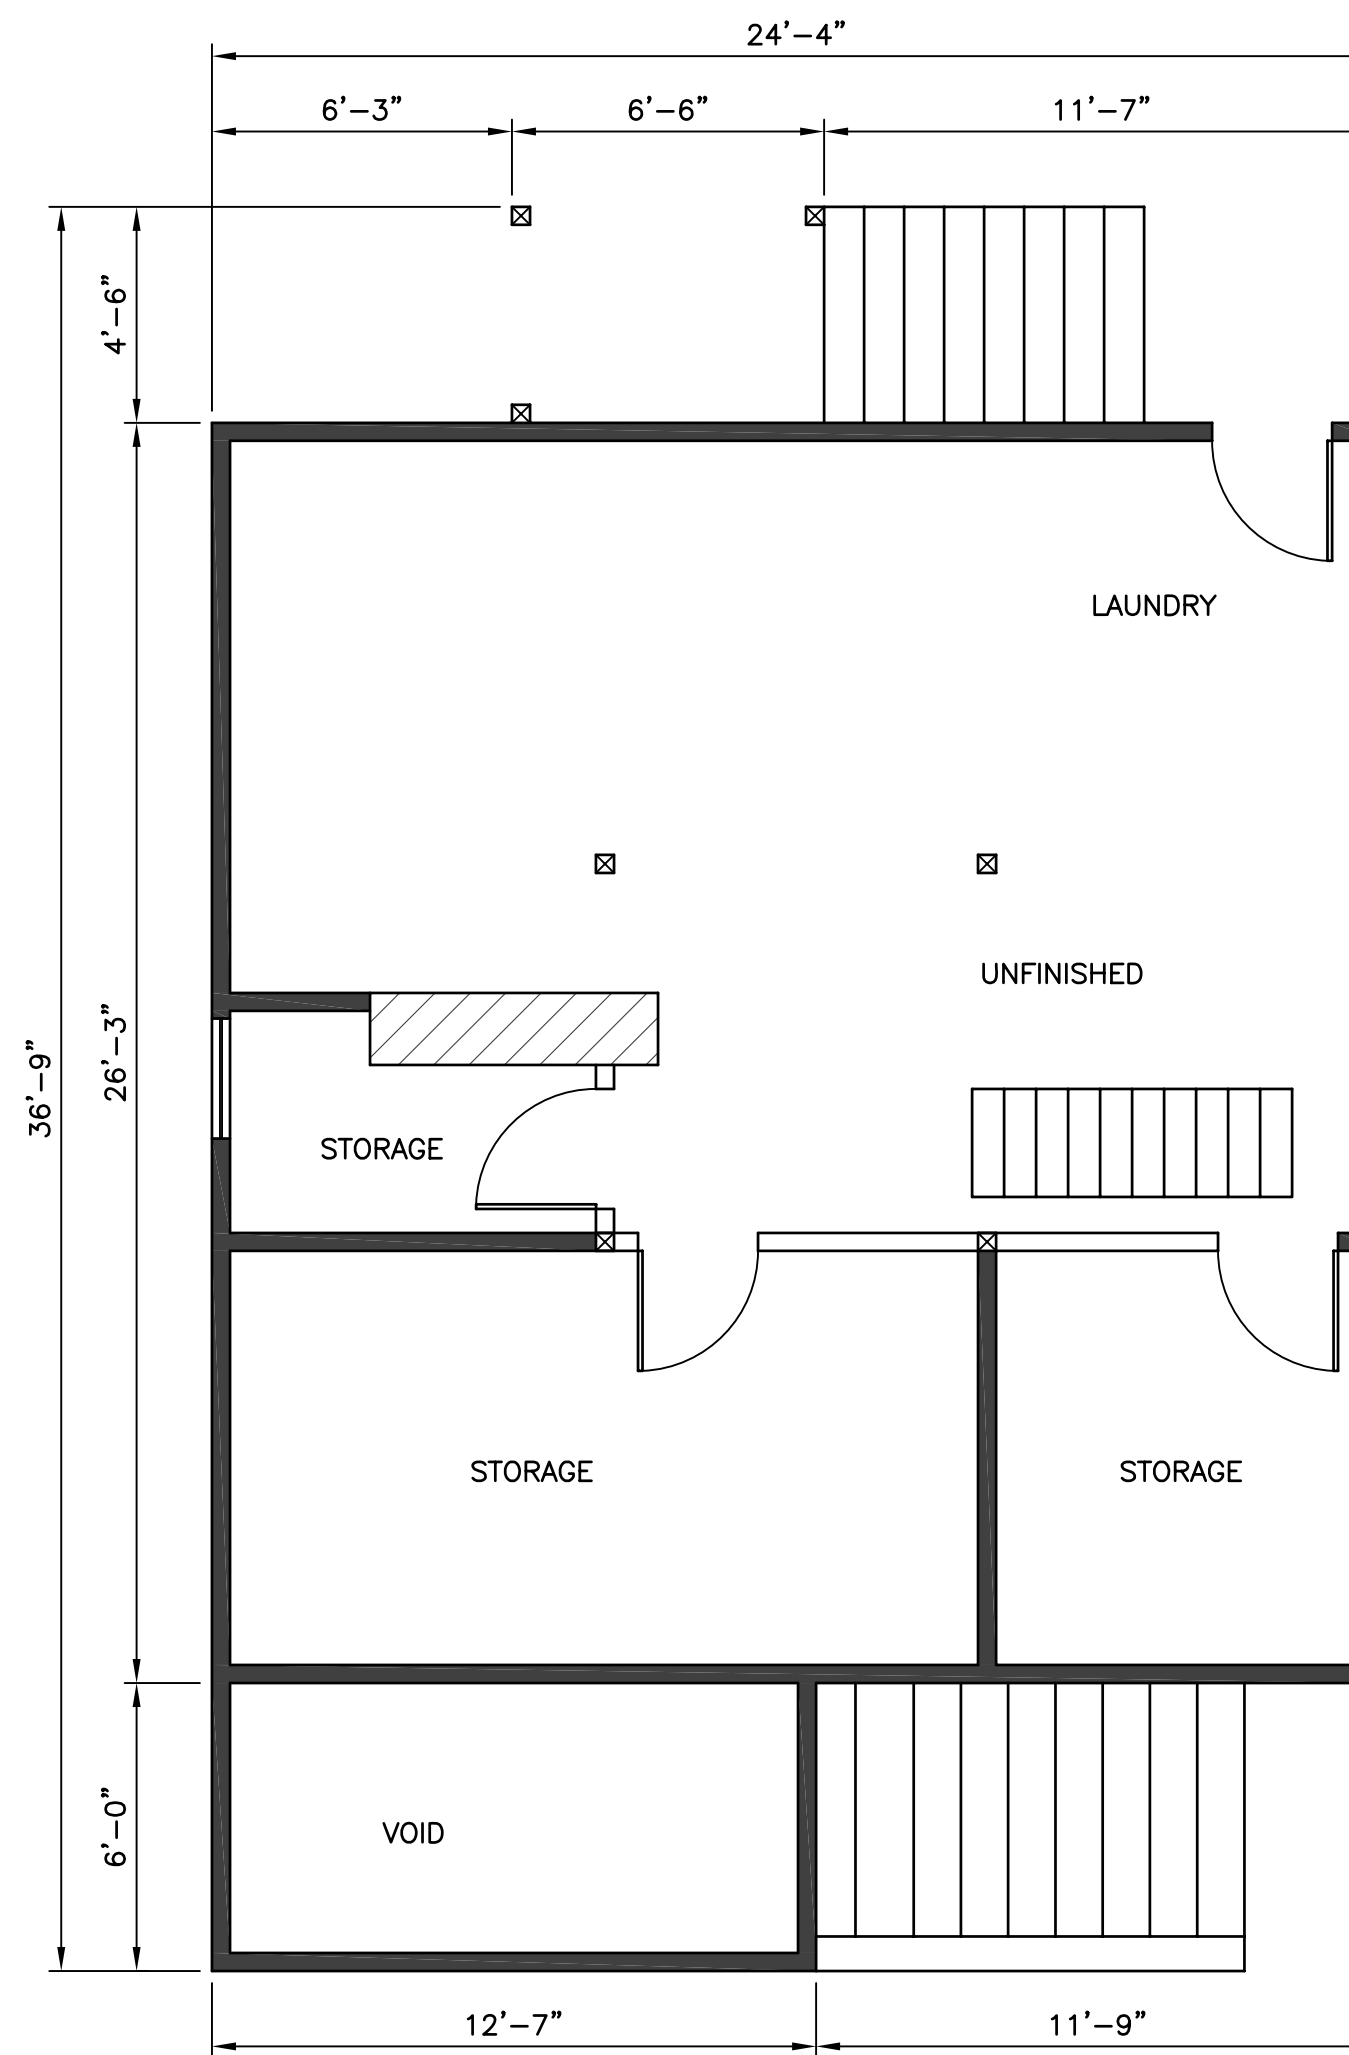 24'-4"
6'-3"
6'-6"
11'-7"
4'-6"
LAUNDRY
UNFINISHED
36'-9"
26'-3"
STORAGE
STORAGE
STORAGE
6'-0"
VOID
12'-7"
11'-9"